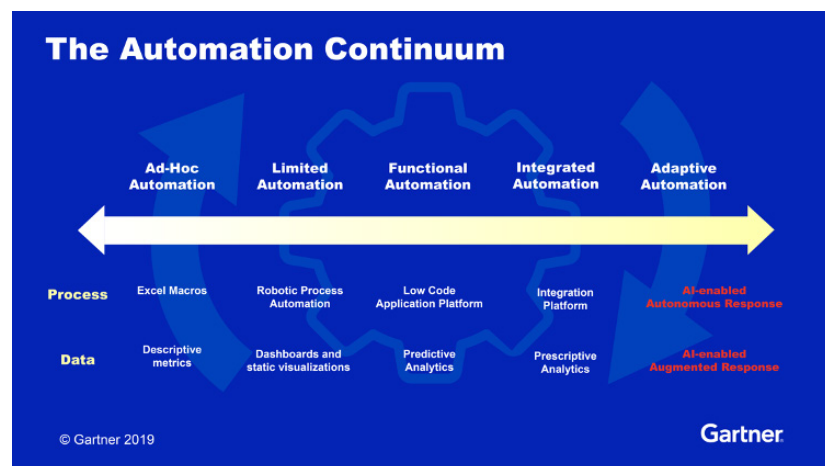 The Automation Continuum
Ad-Hoc
Automation
Limited
Automation
Functional
Automation
Integrated
Automation
Adaptive
Automation
Process
Excel Macros
Robotic Process
Automation
Low Code
Application Platform
Integration
Platform
AI-enabled
Autonomous Response
Data
Descriptive
metrics
Dashboards and
static visualizations
Predictive
Analytics
Prescriptive
Analytics
AI-enabled
Augmented Response
© Gartner 2019
Gartner